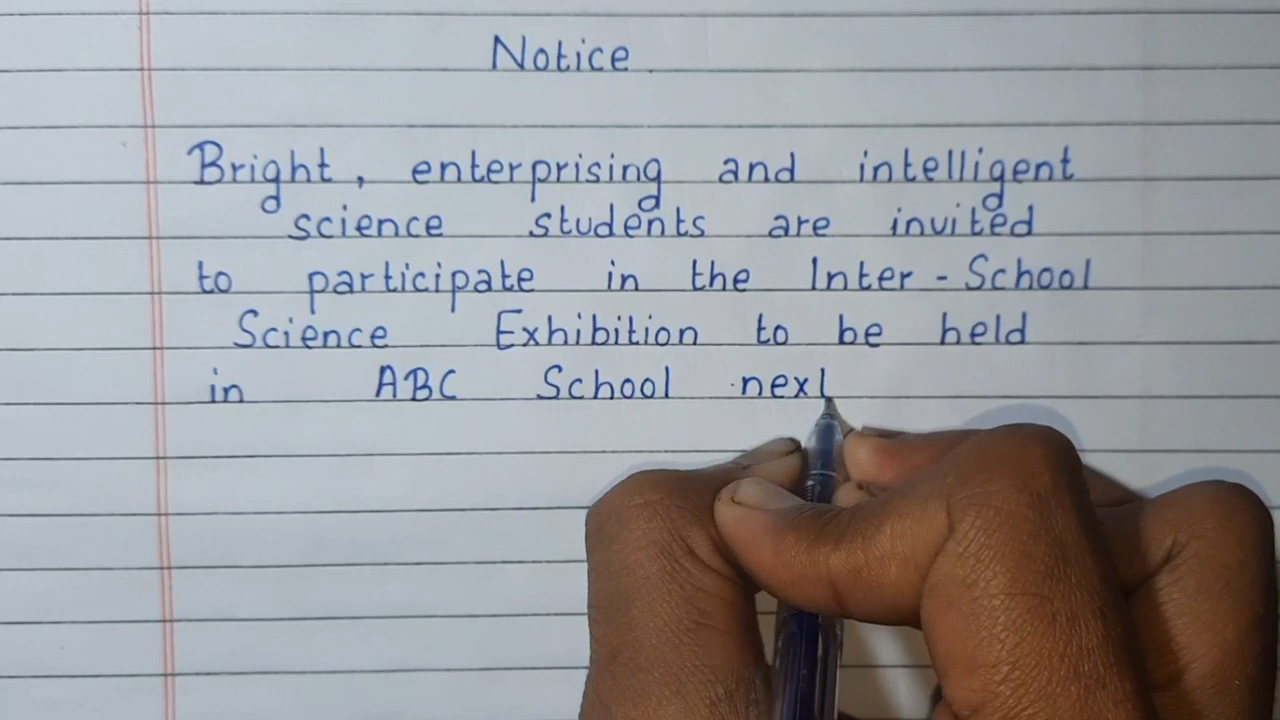 Notice
Bright, enterprising and intelligent
science students are invited
to participate in the Inter-School
Science Exhibition to be held
in ABC School nex